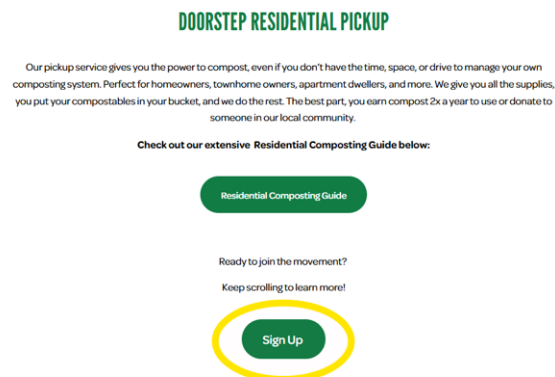 DOORSTEP RESIDENTIAL PICKUP
Our pickup service gives you the power to compost, even if you don't have the time, space, or drive to manage your own
composting system. Perfect for homeowners, townhome owners, apartment dwellers, and more. We give you all the supplies,
you put your compostables in your bucket, and we do the rest. The best part, you earn compost 2x a year to use or donate to
someone in our local community.
Check out our extensive Residential Composting Guide below:
Residential Composting Guide
Ready to join the movement?
Keep scrolling to learn more!
Sign Up